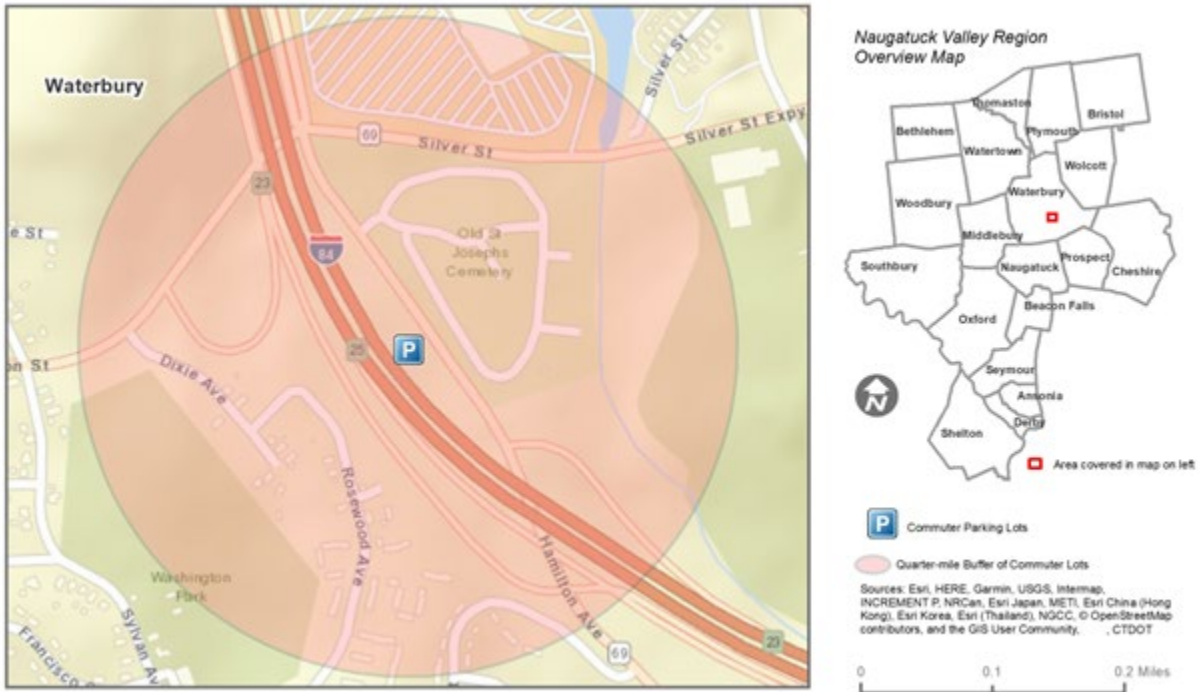 Waterbury
Silver St
69
Silver St
Silver St Expy
23
e St
84
Old St
Josephs
Cemetery
P
25
on St
Dixie Ave
Rosewood Ave
Hamilton Ave
Washington
Park
Sylvan Av
Francisco
69
23
Naugatuck Valley Region
Overview Map
Thomaston
Bristol
Bethlehem
Plymouth
Watertown
Wolcott
Waterbury
Woodbury
Middlebury
Prospect
Southbury
Naugatuck
Cheshire
Beacon Falls
Oxford
Seymour
N
Ansonia
Derby
Shelton
Area covered in map on left
P Commuter Parking Lots
Quarter-mile Buffer of Commuter Lots
Sources: Esri, HERE, Garmin, USGS, Intermap,
INCREMENT P, NRCan, Esri Japan, METI, Esri China (Hong
Kong), Esri Korea, Esri (Thailand), NGCC, © OpenStreetMap
contributors, and the GIS User Community, , CTDOT
0 0.1 0.2 Miles